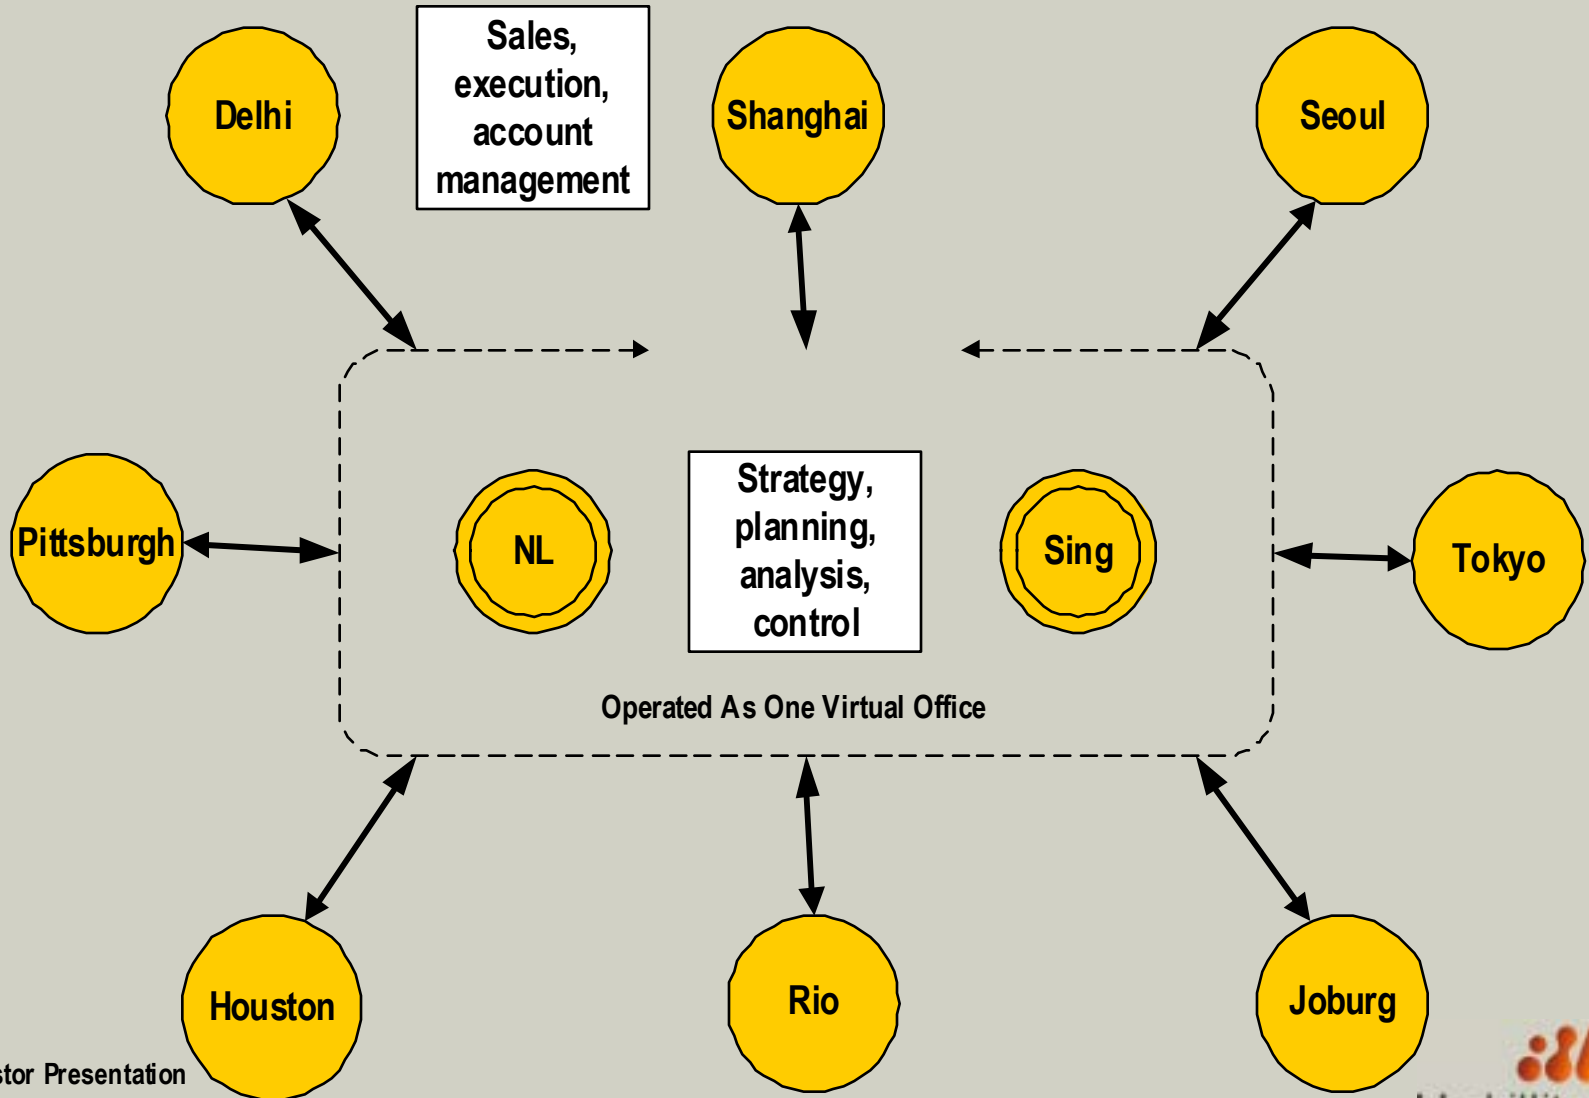 Sales,
execution,
account
management
Delhi
Shanghai
Seoul
Pittsburgh
NL
Strategy,
planning,
analysis,
control
Sing
Tokyo
Operated As One Virtual Office
Houston
Rio
Joburg
Presentation